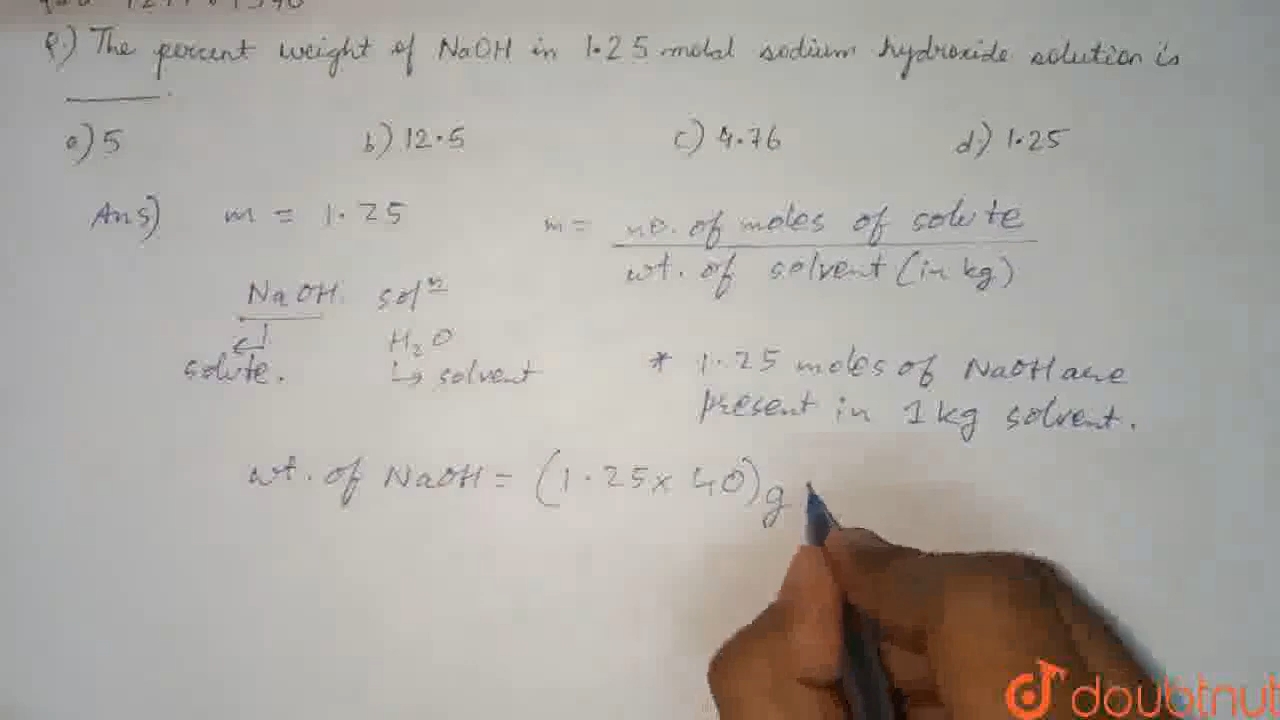 Q.) The percent weight of NaOH in 1.25 molal sodium hydroxide solution is
______.
a) 5 b) 12.5 c) 4.76 d) 1.25
Ans) m = 1.25 m = no. of moles of solute
wt. of solvent (in kg)
NaOH solⁿ
H₂O
solute. ↳ solvent
* 1.25 moles of NaOH are
present in 1 kg solvent.
wt. of NaOH = (1.25 x 40) g
doubtnut